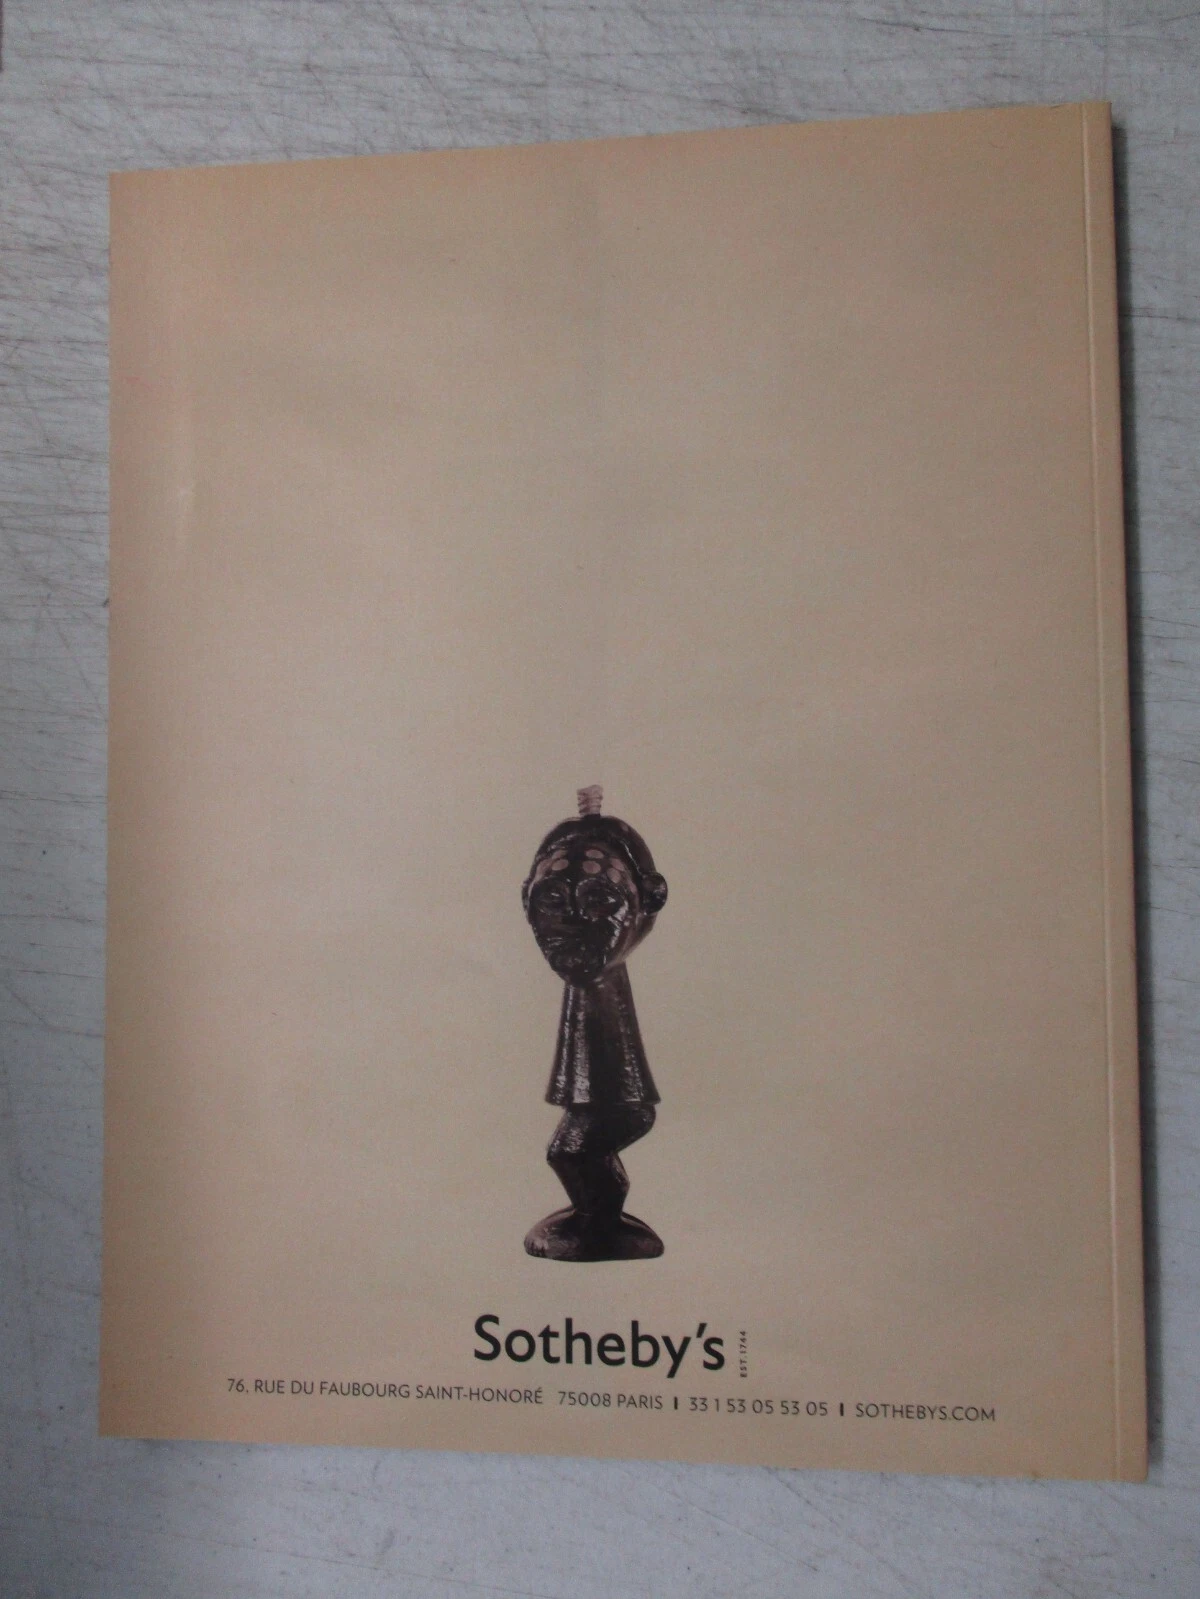 Sotheby's EST. 1744
76, RUE DU FAUBOURG SAINT-HONORÉ 75008 PARIS I 33 1 53 05 53 05 I SOTHEBYS.COM